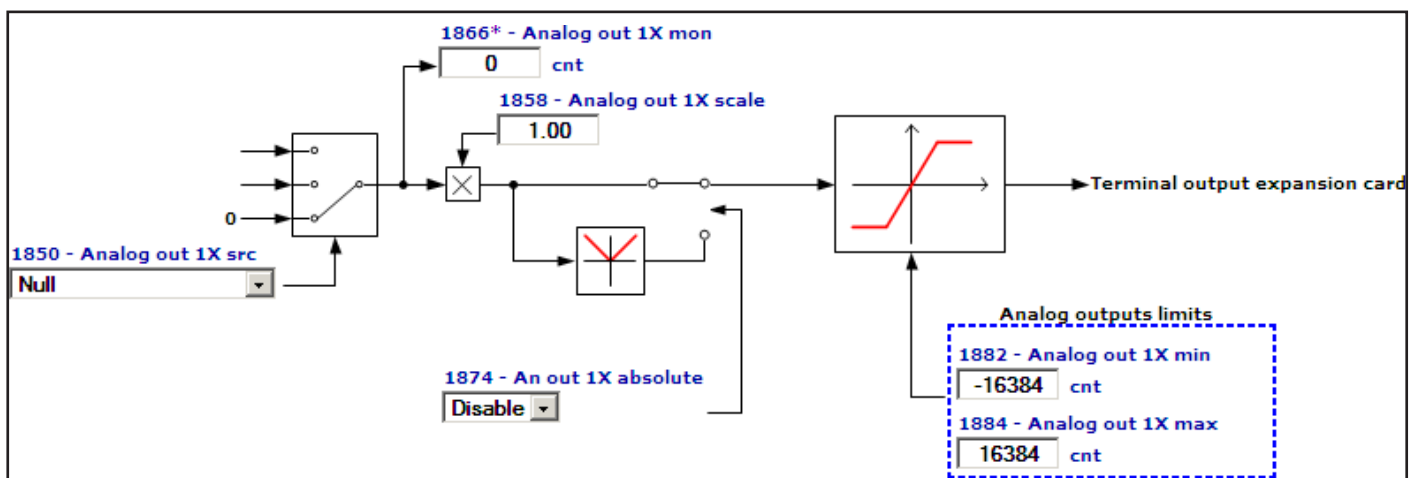 1866* - Analog out 1X mon
0 cnt
1858 - Analog out 1X scale
1.00
0
Terminal output expansion card
1850 - Analog out 1X src
Null
Analog outputs limits
1882 - Analog out 1X min
-16384 cnt
1874 - An out 1X absolute
Disable
1884 - Analog out 1X max
16384 cnt